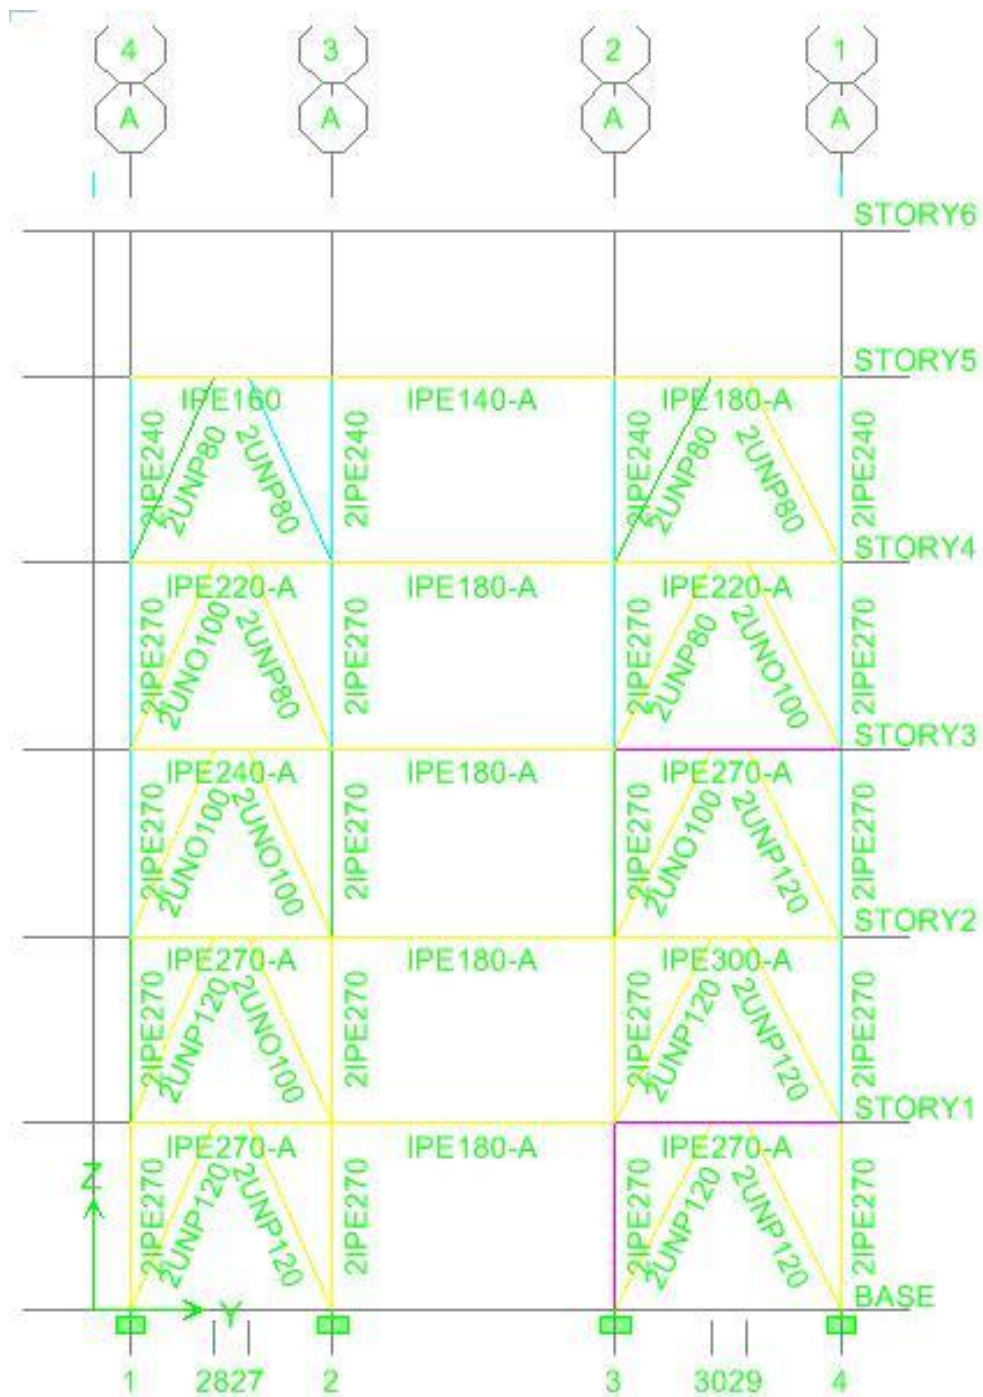 4 3 2 1
A A A A
STORY6
STORY5
IPE160 IPE140-A IPE180-A
2IPE240 2UNP80 2UNP80 2IPE240 2IPE240 2UNP80 2UNP80 2IPE240
STORY4
IPE220-A IPE180-A IPE220-A
2IPE270 2UNO100 2UNP80 2IPE270 2IPE270 2UNP80 2UNO100 2IPE270
STORY3
IPE240-A IPE180-A IPE270-A
2IPE270 2UNO100 2UNO100 2IPE270 2IPE270 2UNO100 2UNP120 2IPE270
STORY2
IPE270-A IPE180-A IPE300-A
2IPE270 2UNP120 2UNO100 2IPE270 2IPE270 2UNP120 2UNP120 2IPE270
STORY1
IPE270-A IPE180-A IPE270-A
Z 2IPE270 2UNP120 2UNP120 2IPE270 2IPE270 2UNP120 2UNP120 2IPE270
BASE
Y
1 2827 2 3 3029 4